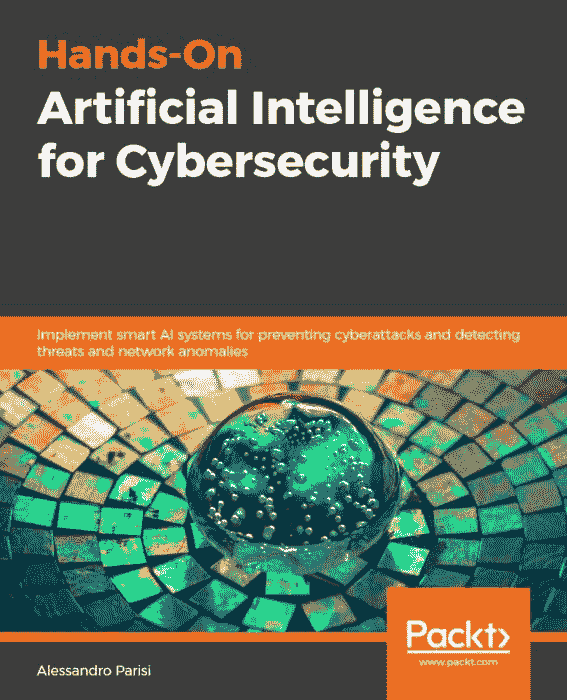 Hands-On
Artificial Intelligence
for Cybersecurity
Implement smart AI systems for preventing cyberattacks and detecting
threats and network anomalies
Packt>
www.packt.com
Alessandro Parisi